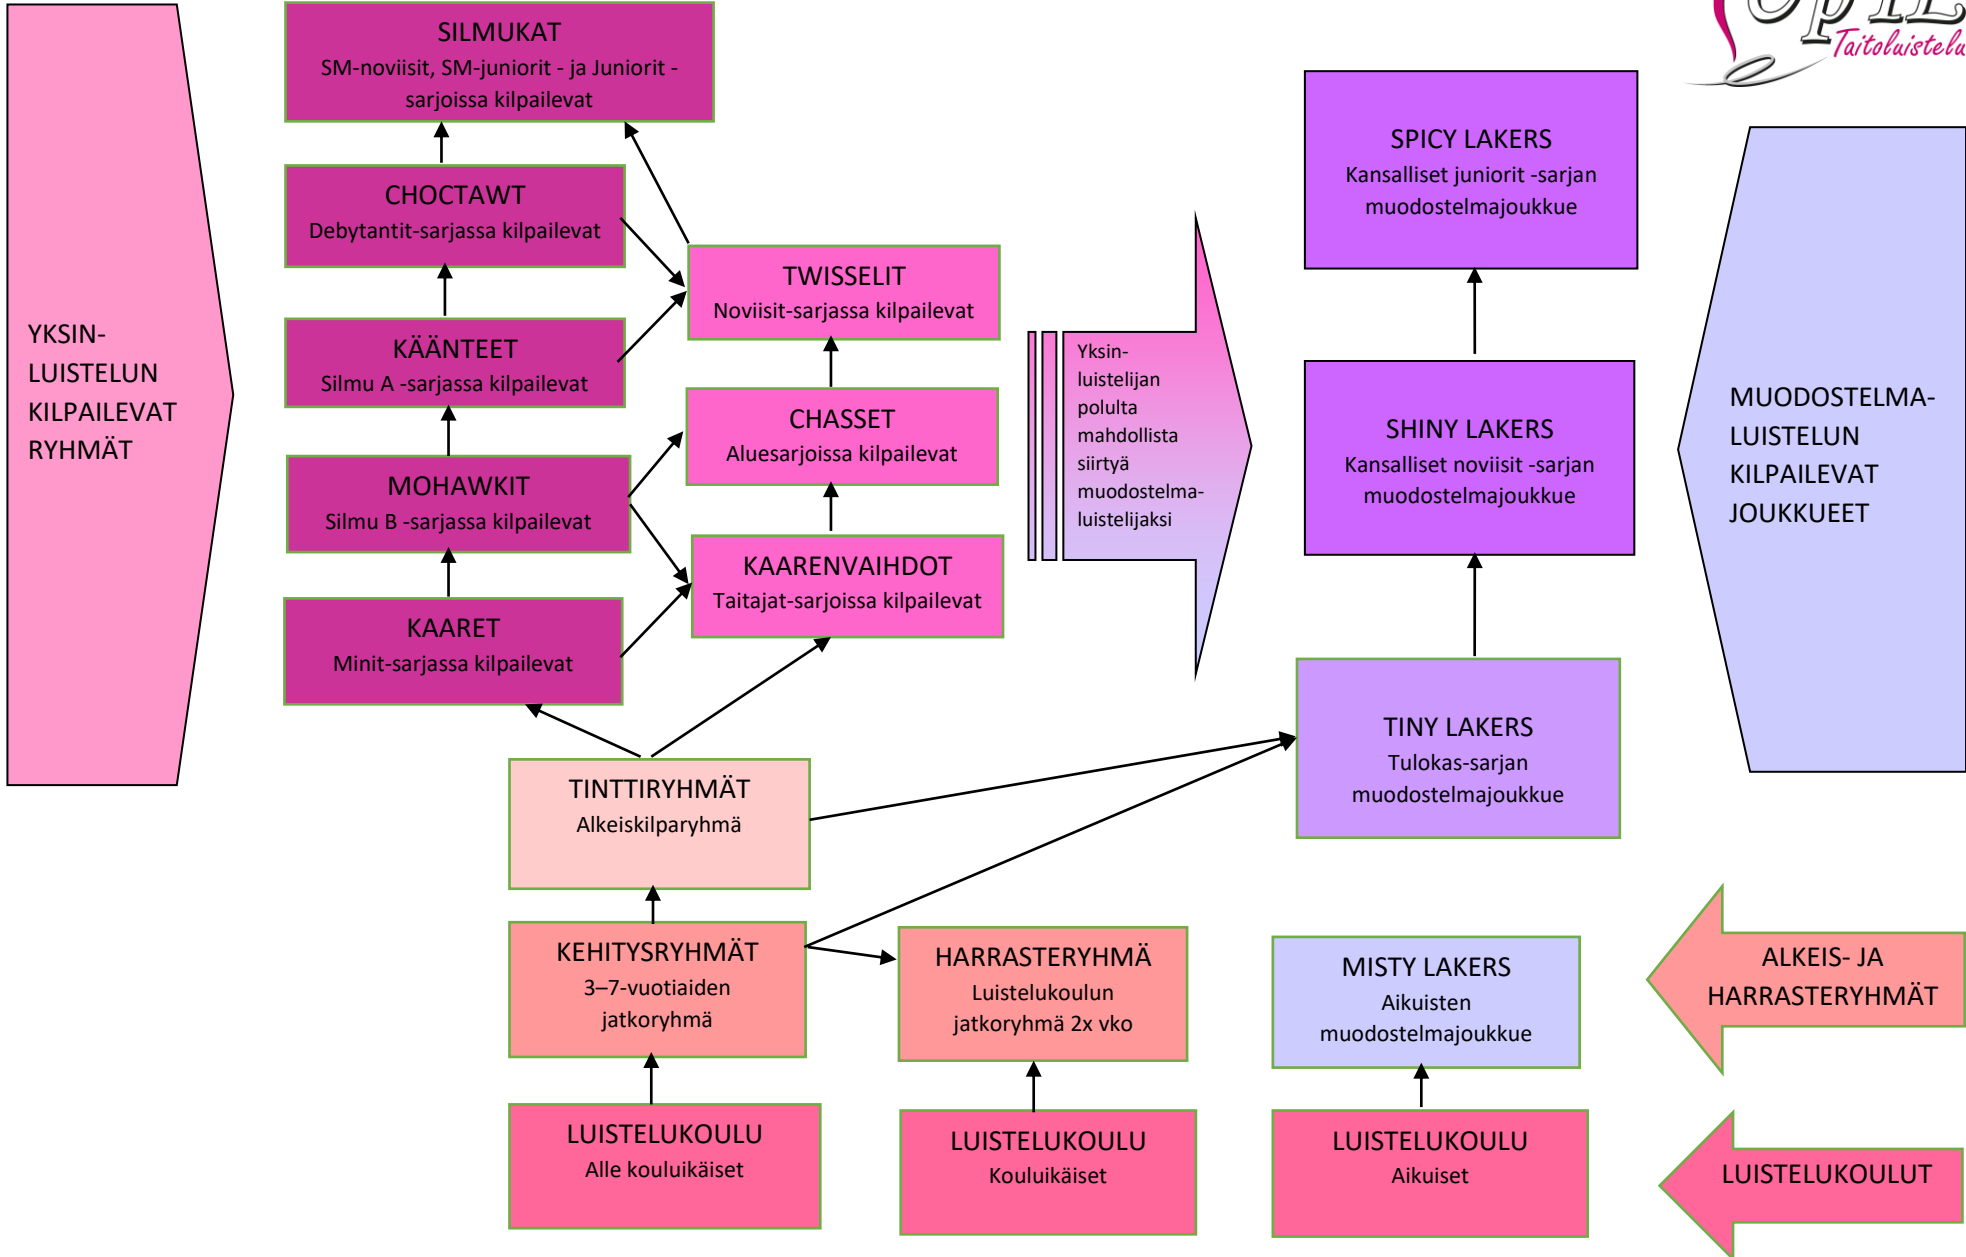 SILMUKAT
SM-noviisit, SM-juniorit - ja Juniorit -
sarjoissa kilpailevat
Taitoluistelu
SPICY LAKERS
Kansalliset juniorit -sarjan
muodostelmajoukkue
CHOCTAWT
Debytantit-sarjassa kilpailevat
TWISSELIT
Noviisit-sarjassa kilpailevat
YKSIN-
LUISTELUN
KILPAILEVAT
RYHMÄT
KÄÄNTEET
Silmu A -sarjassa kilpailevat
Yksin-
luistelijan
polulta
mahdollista
siirtyä
muodostelma-
luistelijaksi
CHASSET
Aluesarjoissa kilpailevat
SHINY LAKERS
Kansalliset noviisit -sarjan
muodostelmajoukkue
MUODOSTELMA-
LUISTELUN
KILPAILEVAT
JOUKKUEET
MOHAWKIT
Silmu B -sarjassa kilpailevat
KAARENVAIHDOT
Taitajat-sarjoissa kilpailevat
KAARET
Minit-sarjassa kilpailevat
TINY LAKERS
Tulokas-sarjan
muodostelmajoukkue
TINTTIRYHMÄT
Alkeiskilparyhmä
KEHITYSRYHMÄT
3–7-vuotiaiden
jatkoryhmä
HARRASTERYHMÄ
Luistelukoulun
jatkoryhmä 2x vko
MISTY LAKERS
Aikuisten
muodostelmajoukkue
ALKEIS- JA
HARRASTERYHMÄT
LUISTELUKOULU
Alle kouluikäiset
LUISTELUKOULU
Kouluikäiset
LUISTELUKOULU
Aikuiset
LUISTELUKOULUT